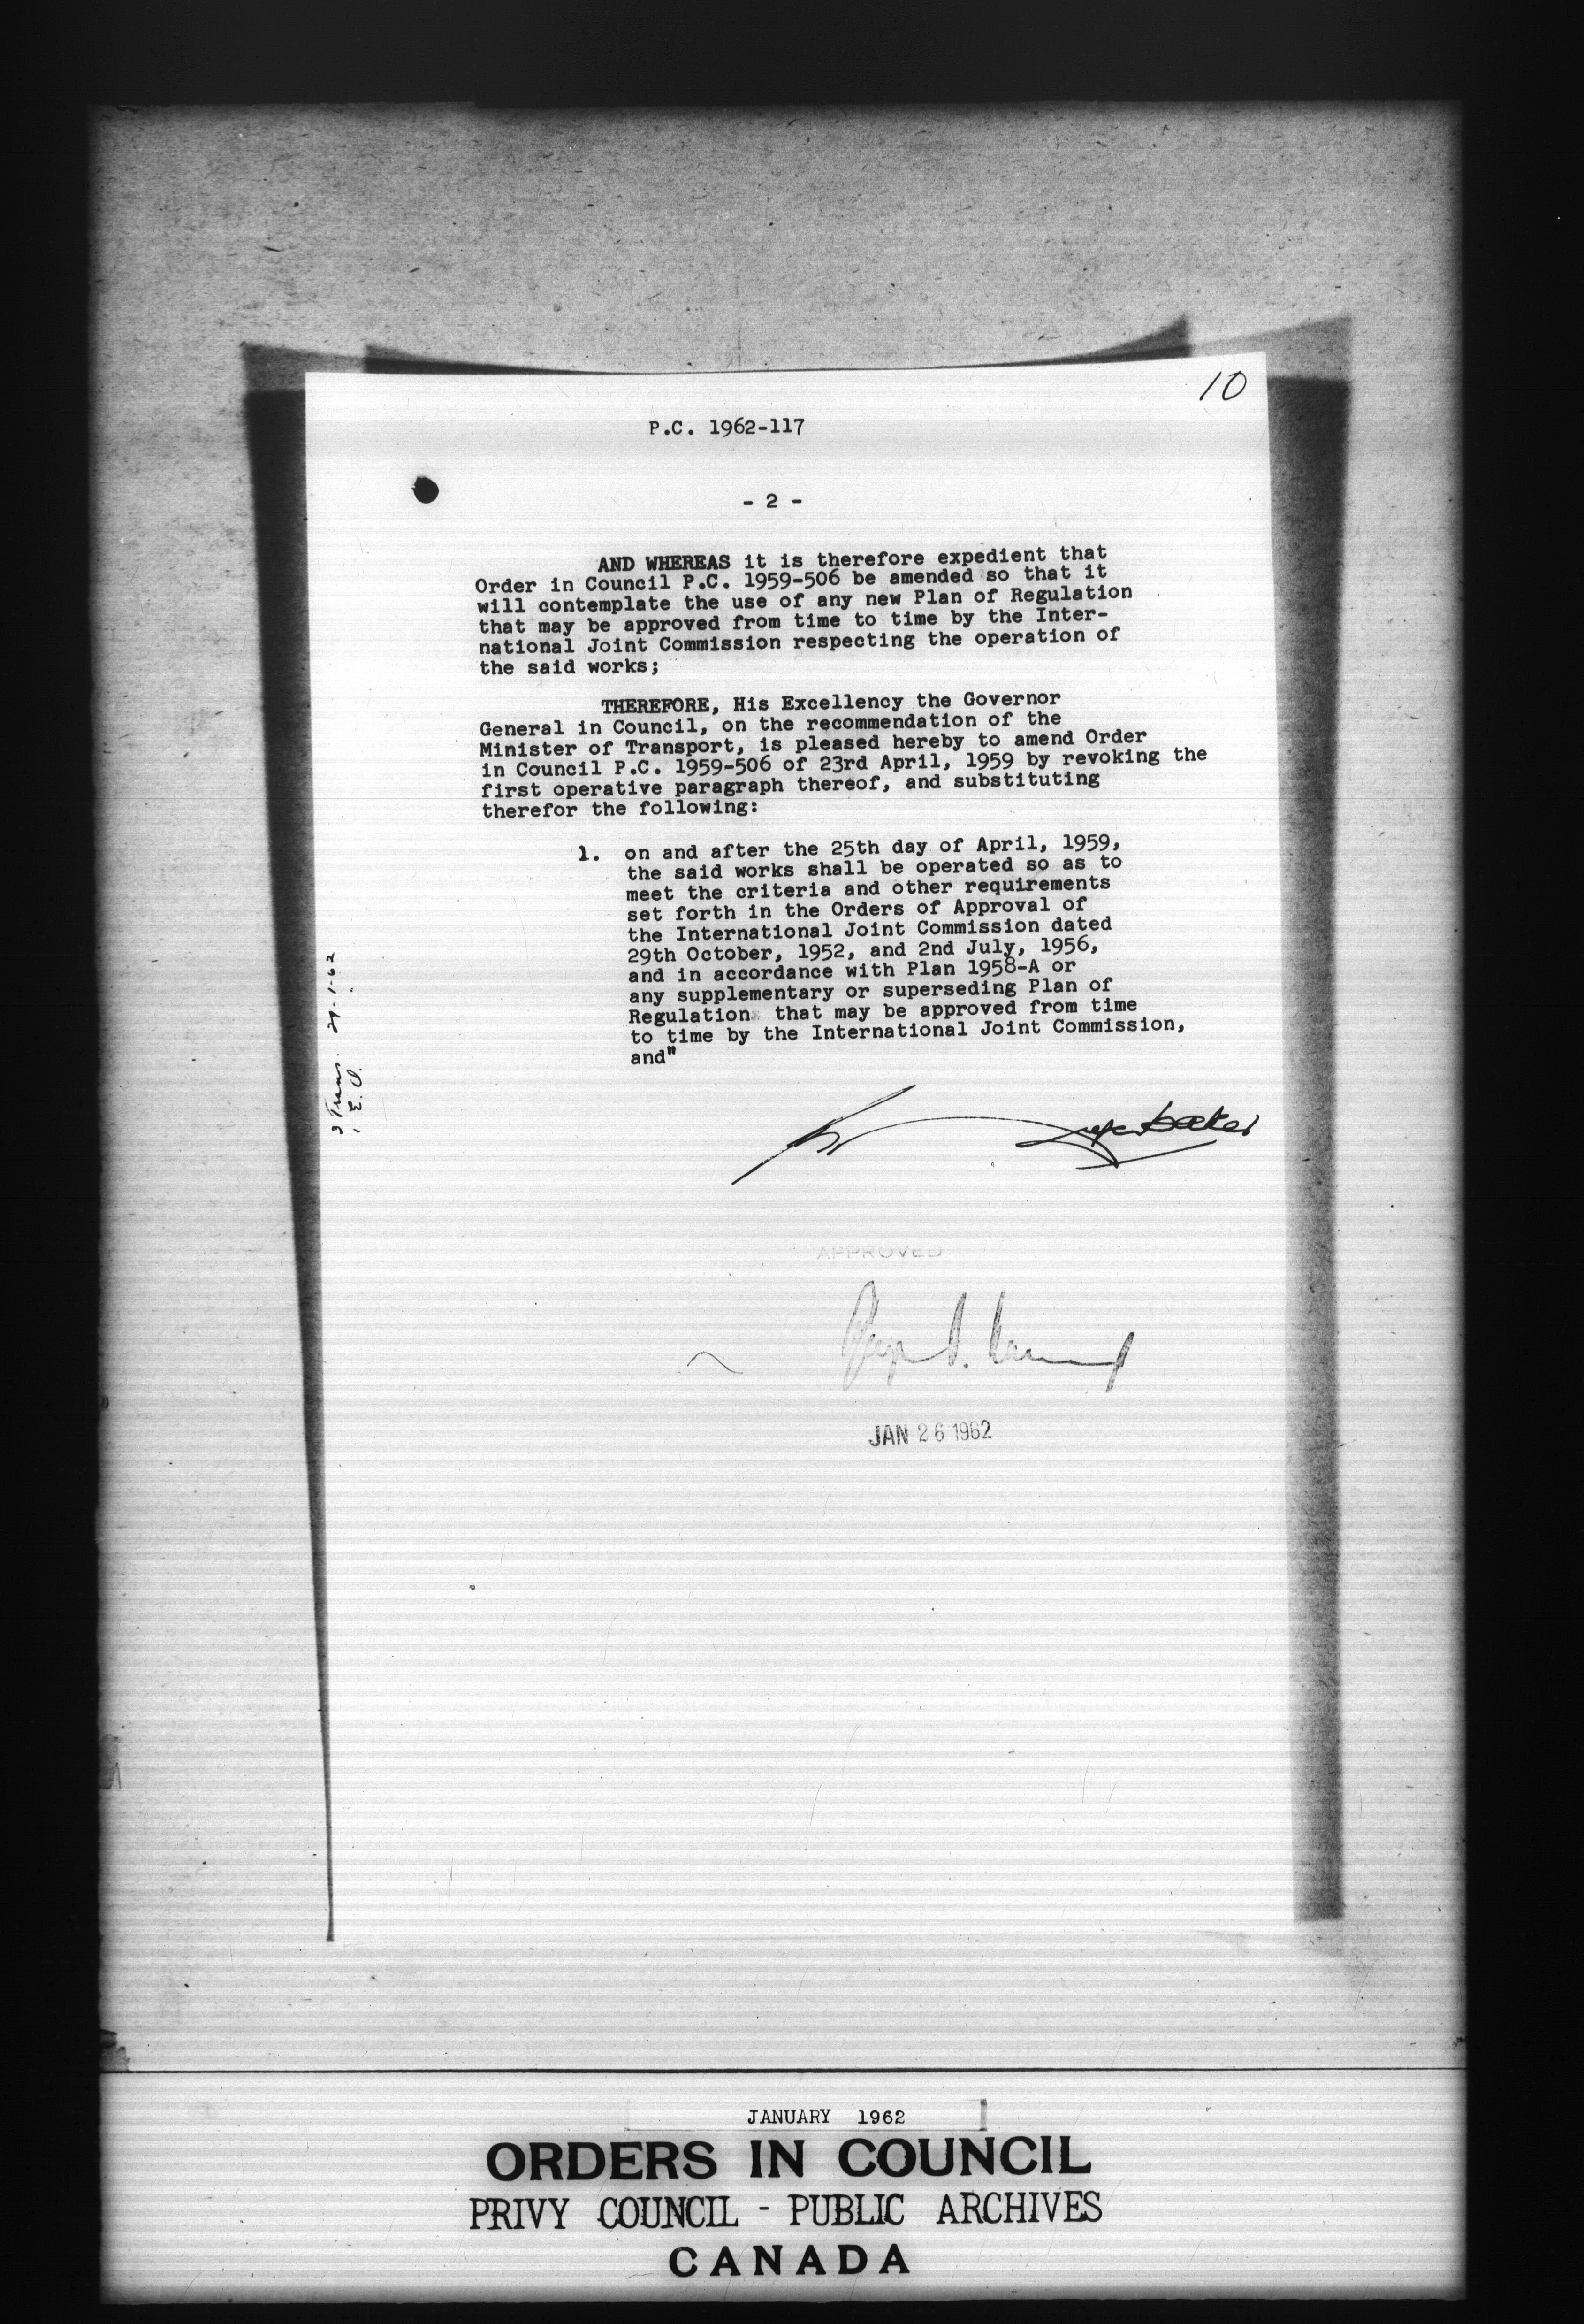 10
P.C. 1962-117
- 2 -
AND WHEREAS it is therefore expedient that
Order in Council P.C. 1959-506 be amended so that it
will contemplate the use of any new Plan of Regulation
that may be approved from time to time by the Inter-
national Joint Commission respecting the operation of
the said works;
THEREFORE, His Excellency the Governor
General in Council, on the recommendation of the
Minister of Transport, is pleased hereby to amend Order
in Council P.C. 1959-506 of 23rd April, 1959 by revoking the
first operative paragraph thereof, and substituting
therefor the following:
1. on and after the 25th day of April, 1959,
the said works shall be operated so as to
meet the criteria and other requirements
set forth in the Orders of Approval of
the International Joint Commission dated
29th October, 1952, and 2nd July, 1956,
and in accordance with Plan 1958-A or
any supplementary or superseding Plan of
Regulation that may be approved from time
to time by the International Joint Commission,
and"
3 Trans. 29-1-62
1 E.O.
APPROVED
JAN 26 1962
JANUARY 1962
ORDERS IN COUNCIL
PRIVY COUNCIL - PUBLIC ARCHIVES
CANADA